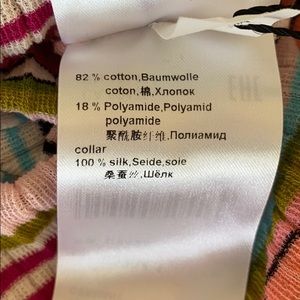 82 % cotton,Baumwolle
coton,棉,Хлопок
18 % Polyamide,Polyamid
polyamide
聚酰胺纤维,Полиамид
collar
100 % silk,Seide,soie
桑蚕丝,Шёлк